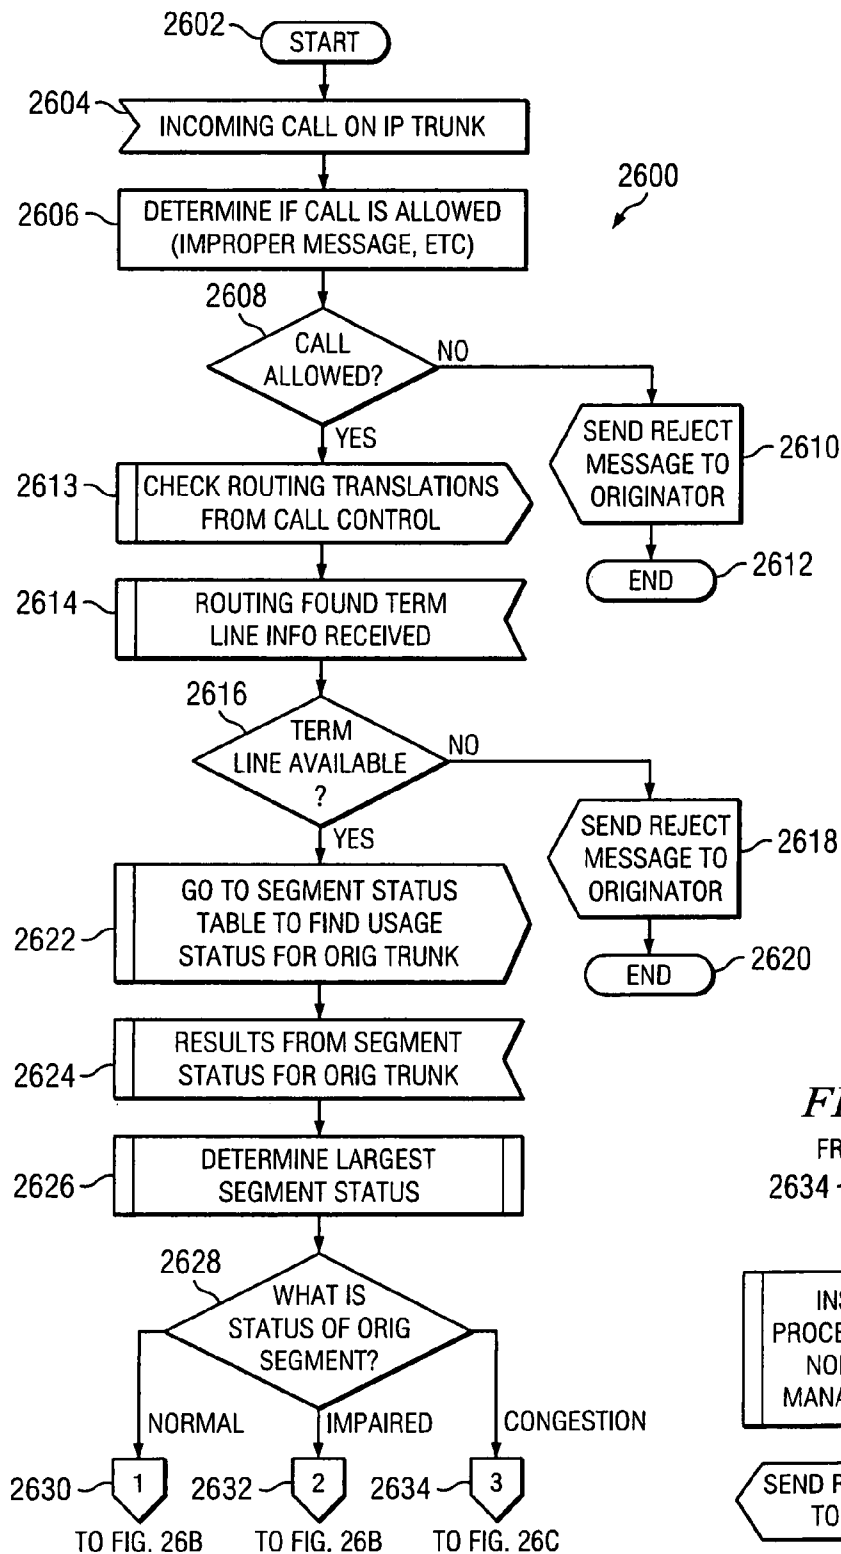 2602
START
2604
INCOMING CALL ON IP TRUNK
2600
2606
DETERMINE IF CALL IS ALLOWED
(IMPROPER MESSAGE, ETC)
2608
CALL
ALLOWED?
NO
YES
SEND REJECT
MESSAGE TO
ORIGINATOR
2610
END
2612
2613
CHECK ROUTING TRANSLATIONS
FROM CALL CONTROL
2614
ROUTING FOUND TERM
LINE INFO RECEIVED
2616
TERM
LINE AVAILABLE
?
NO
YES
SEND REJECT
MESSAGE TO
ORIGINATOR
2618
END
2620
2622
GO TO SEGMENT STATUS
TABLE TO FIND USAGE
STATUS FOR ORIG TRUNK
2624
RESULTS FROM SEGMENT
STATUS FOR ORIG TRUNK
2626
DETERMINE LARGEST
SEGMENT STATUS
2628
WHAT IS
STATUS OF ORIG
SEGMENT?
NORMAL
IMPAIRED
CONGESTION
2630
1
2632
2
2634
3
TO FIG. 26B
TO FIG. 26B
TO FIG. 26C
2634
SEND
TO